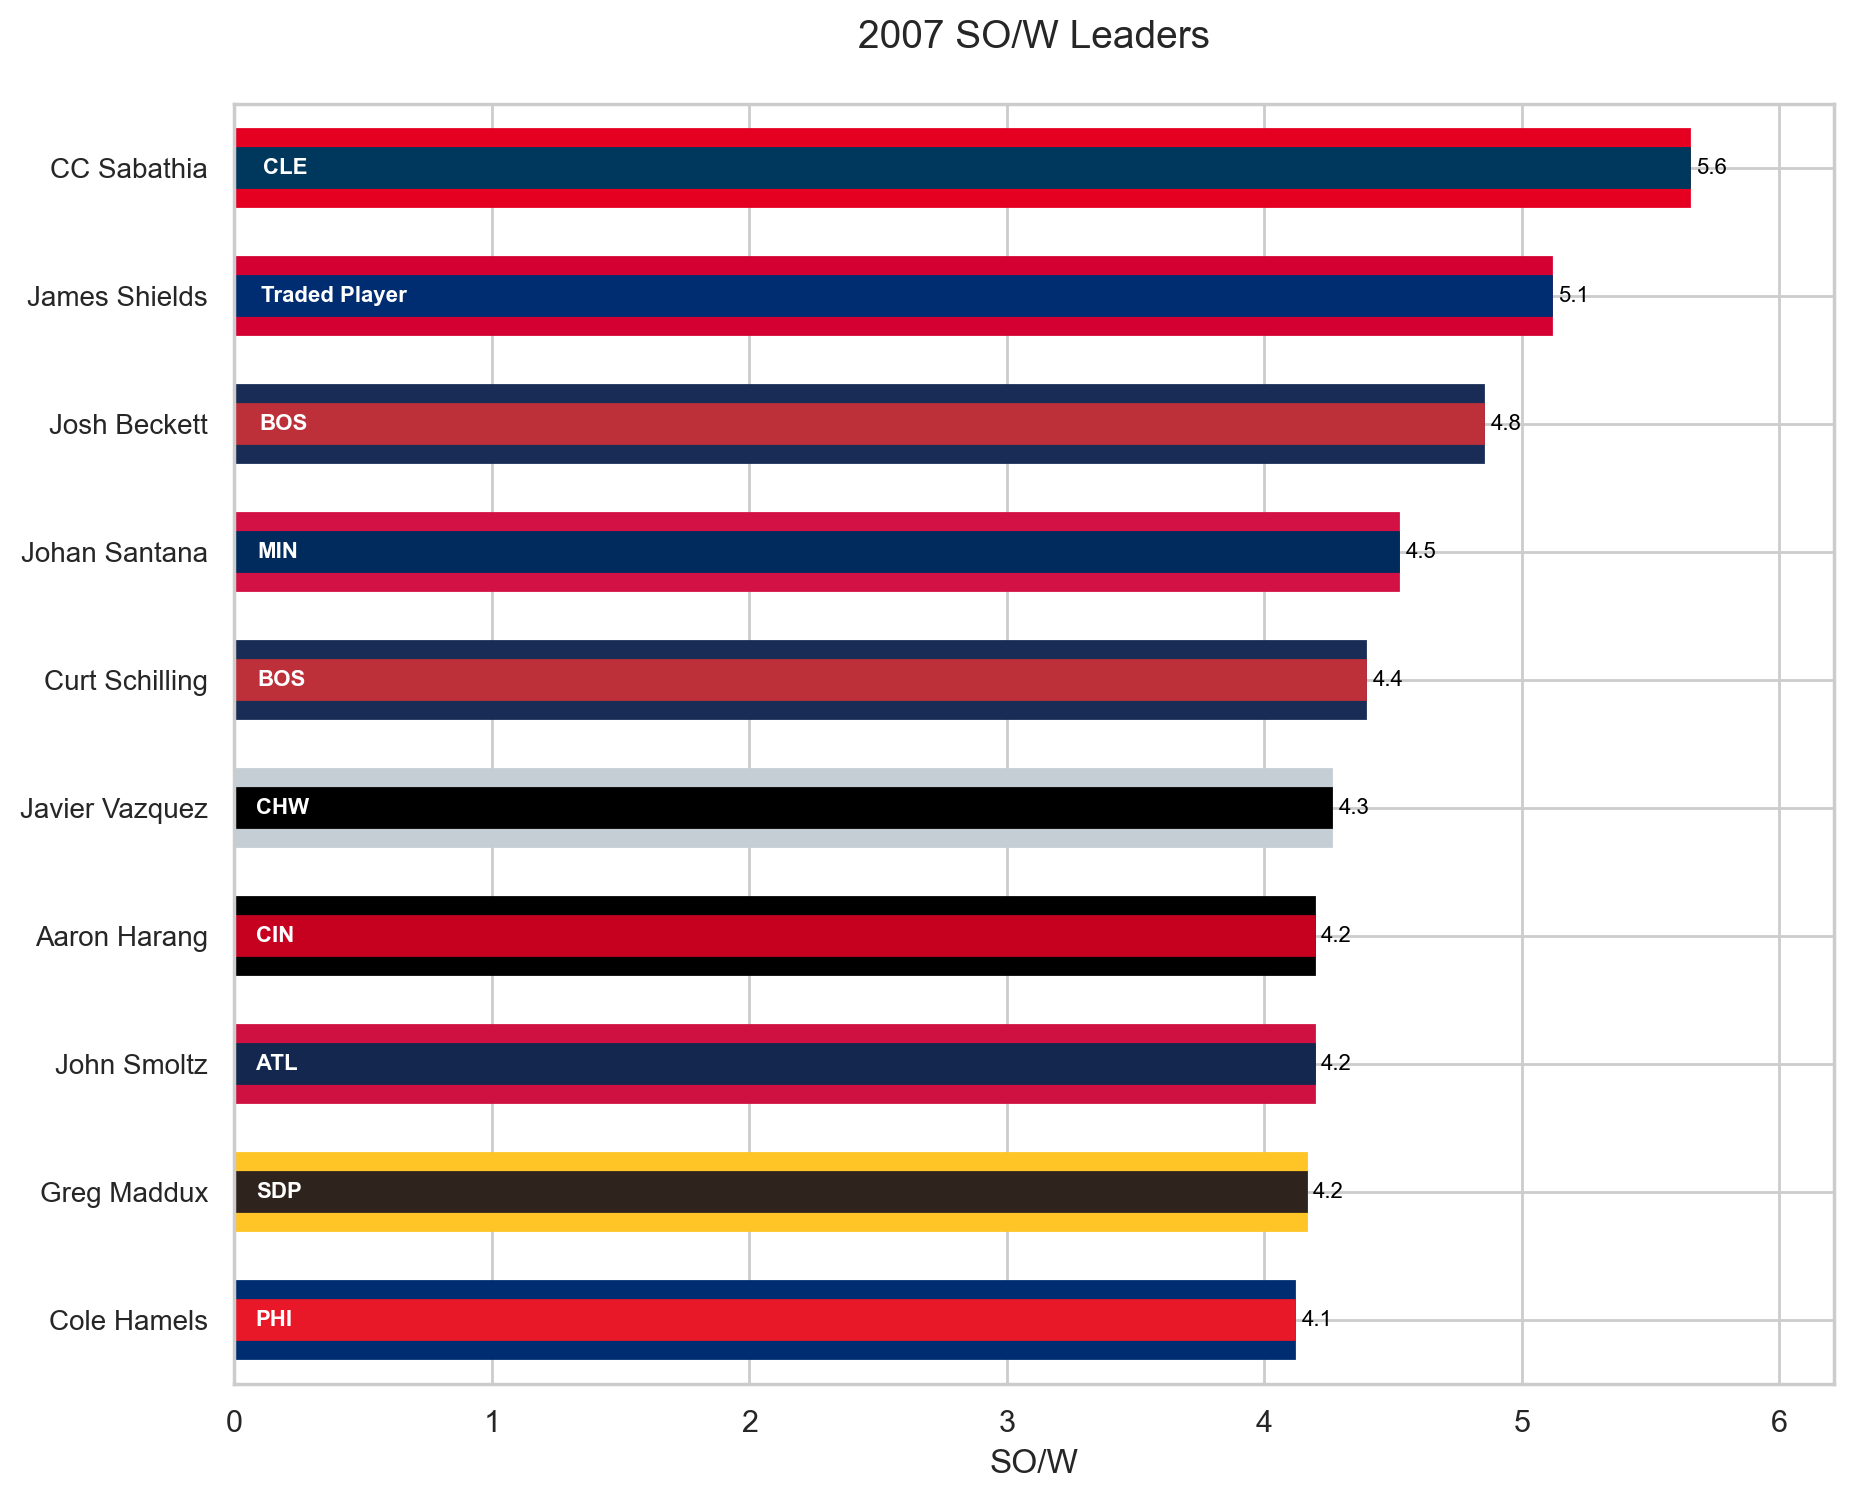 2007 SO/W Leaders
CC Sabathia CLE 5.6
James Shields Traded Player 5.1
Josh Beckett BOS 4.8
Johan Santana MIN 4.5
Curt Schilling BOS 4.4
Javier Vazquez CHW 4.3
Aaron Harang CIN 4.2
John Smoltz ATL 4.2
Greg Maddux SDP 4.2
Cole Hamels PHI 4.1
0 1 2 3 4 5 6
SO/W